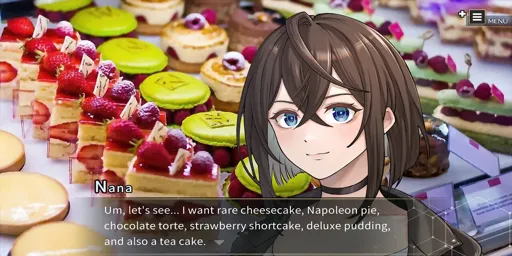 MENU
Nana
Um, let's see... I want rare cheesecake, Napoleon pie,
chocolate torte, strawberry shortcake, deluxe pudding,
and also a tea cake.